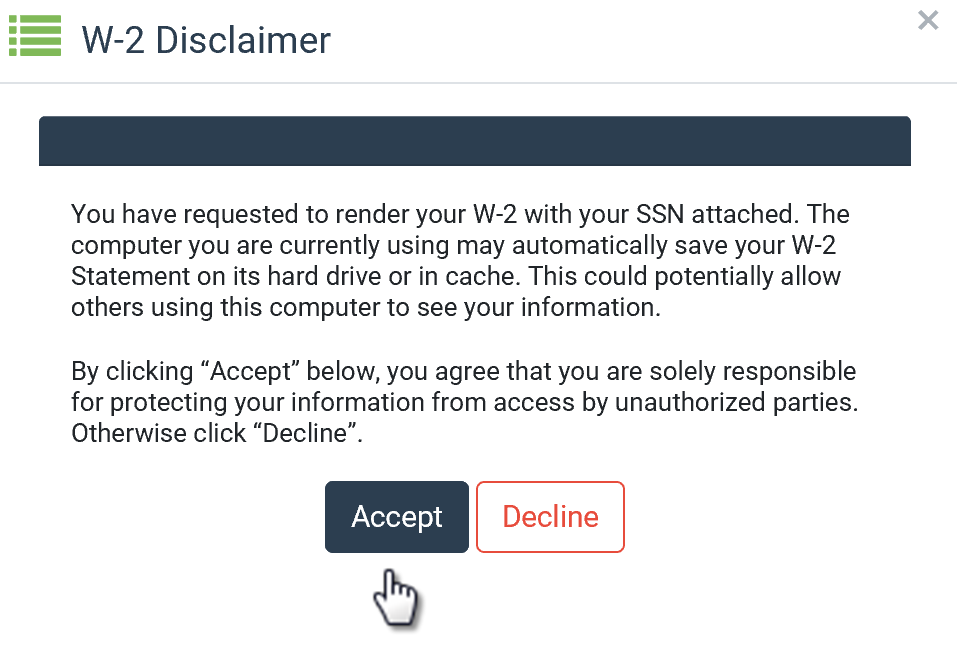 W-2 Disclaimer
You have requested to render your W-2 with your SSN attached. The
computer you are currently using may automatically save your W-2
Statement on its hard drive or in cache. This could potentially allow
others using this computer to see your information.
By clicking “Accept” below, you agree that you are solely responsible
for protecting your information from access by unauthorized parties.
Otherwise click “Decline”.
Accept Decline